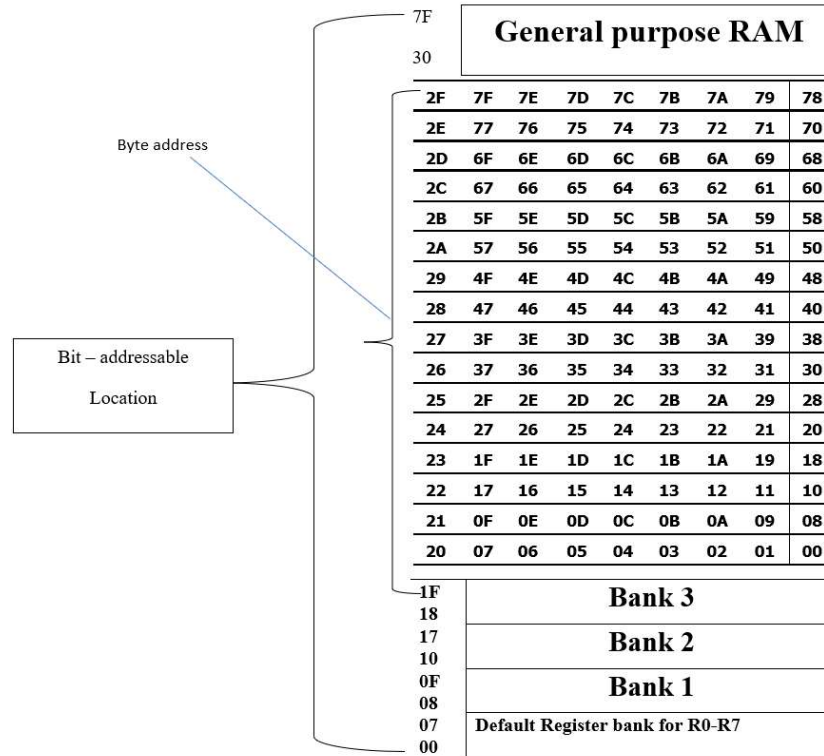 7F
General purpose RAM
30
2F 7F 7E 7D 7C 7B 7A 79 78
2E 77 76 75 74 73 72 71 70
Byte address
2D 6F 6E 6D 6C 6B 6A 69 68
2C 67 66 65 64 63 62 61 60
2B 5F 5E 5D 5C 5B 5A 59 58
2A 57 56 55 54 53 52 51 50
29 4F 4E 4D 4C 4B 4A 49 48
28 47 46 45 44 43 42 41 40
27 3F 3E 3D 3C 3B 3A 39 38
Bit – addressable
Location
26 37 36 35 34 33 32 31 30
25 2F 2E 2D 2C 2B 2A 29 28
24 27 26 25 24 23 22 21 20
23 1F 1E 1D 1C 1B 1A 19 18
22 17 16 15 14 13 12 11 10
21 0F 0E 0D 0C 0B 0A 09 08
20 07 06 05 04 03 02 01 00
1F
Bank 3
18
17
Bank 2
10
0F
Bank 1
08
07 Default Register bank for R0-R7
00